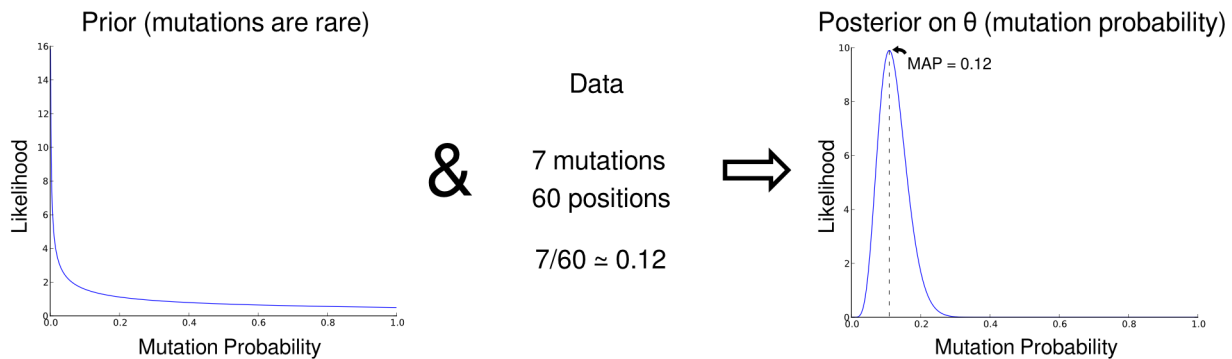 Prior (mutations are rare)
16
14
12
10
8
6
4
2
0
0.0 0.2 0.4 0.6 0.8 1.0
Likelihood
Mutation Probability
&
Data
7 mutations
60 positions
7/60 ≃ 0.12
Posterior on θ (mutation probability)
MAP = 0.12
10
8
6
4
2
0
0.0 0.2 0.4 0.6 0.8 1.0
Likelihood
Mutation Probability